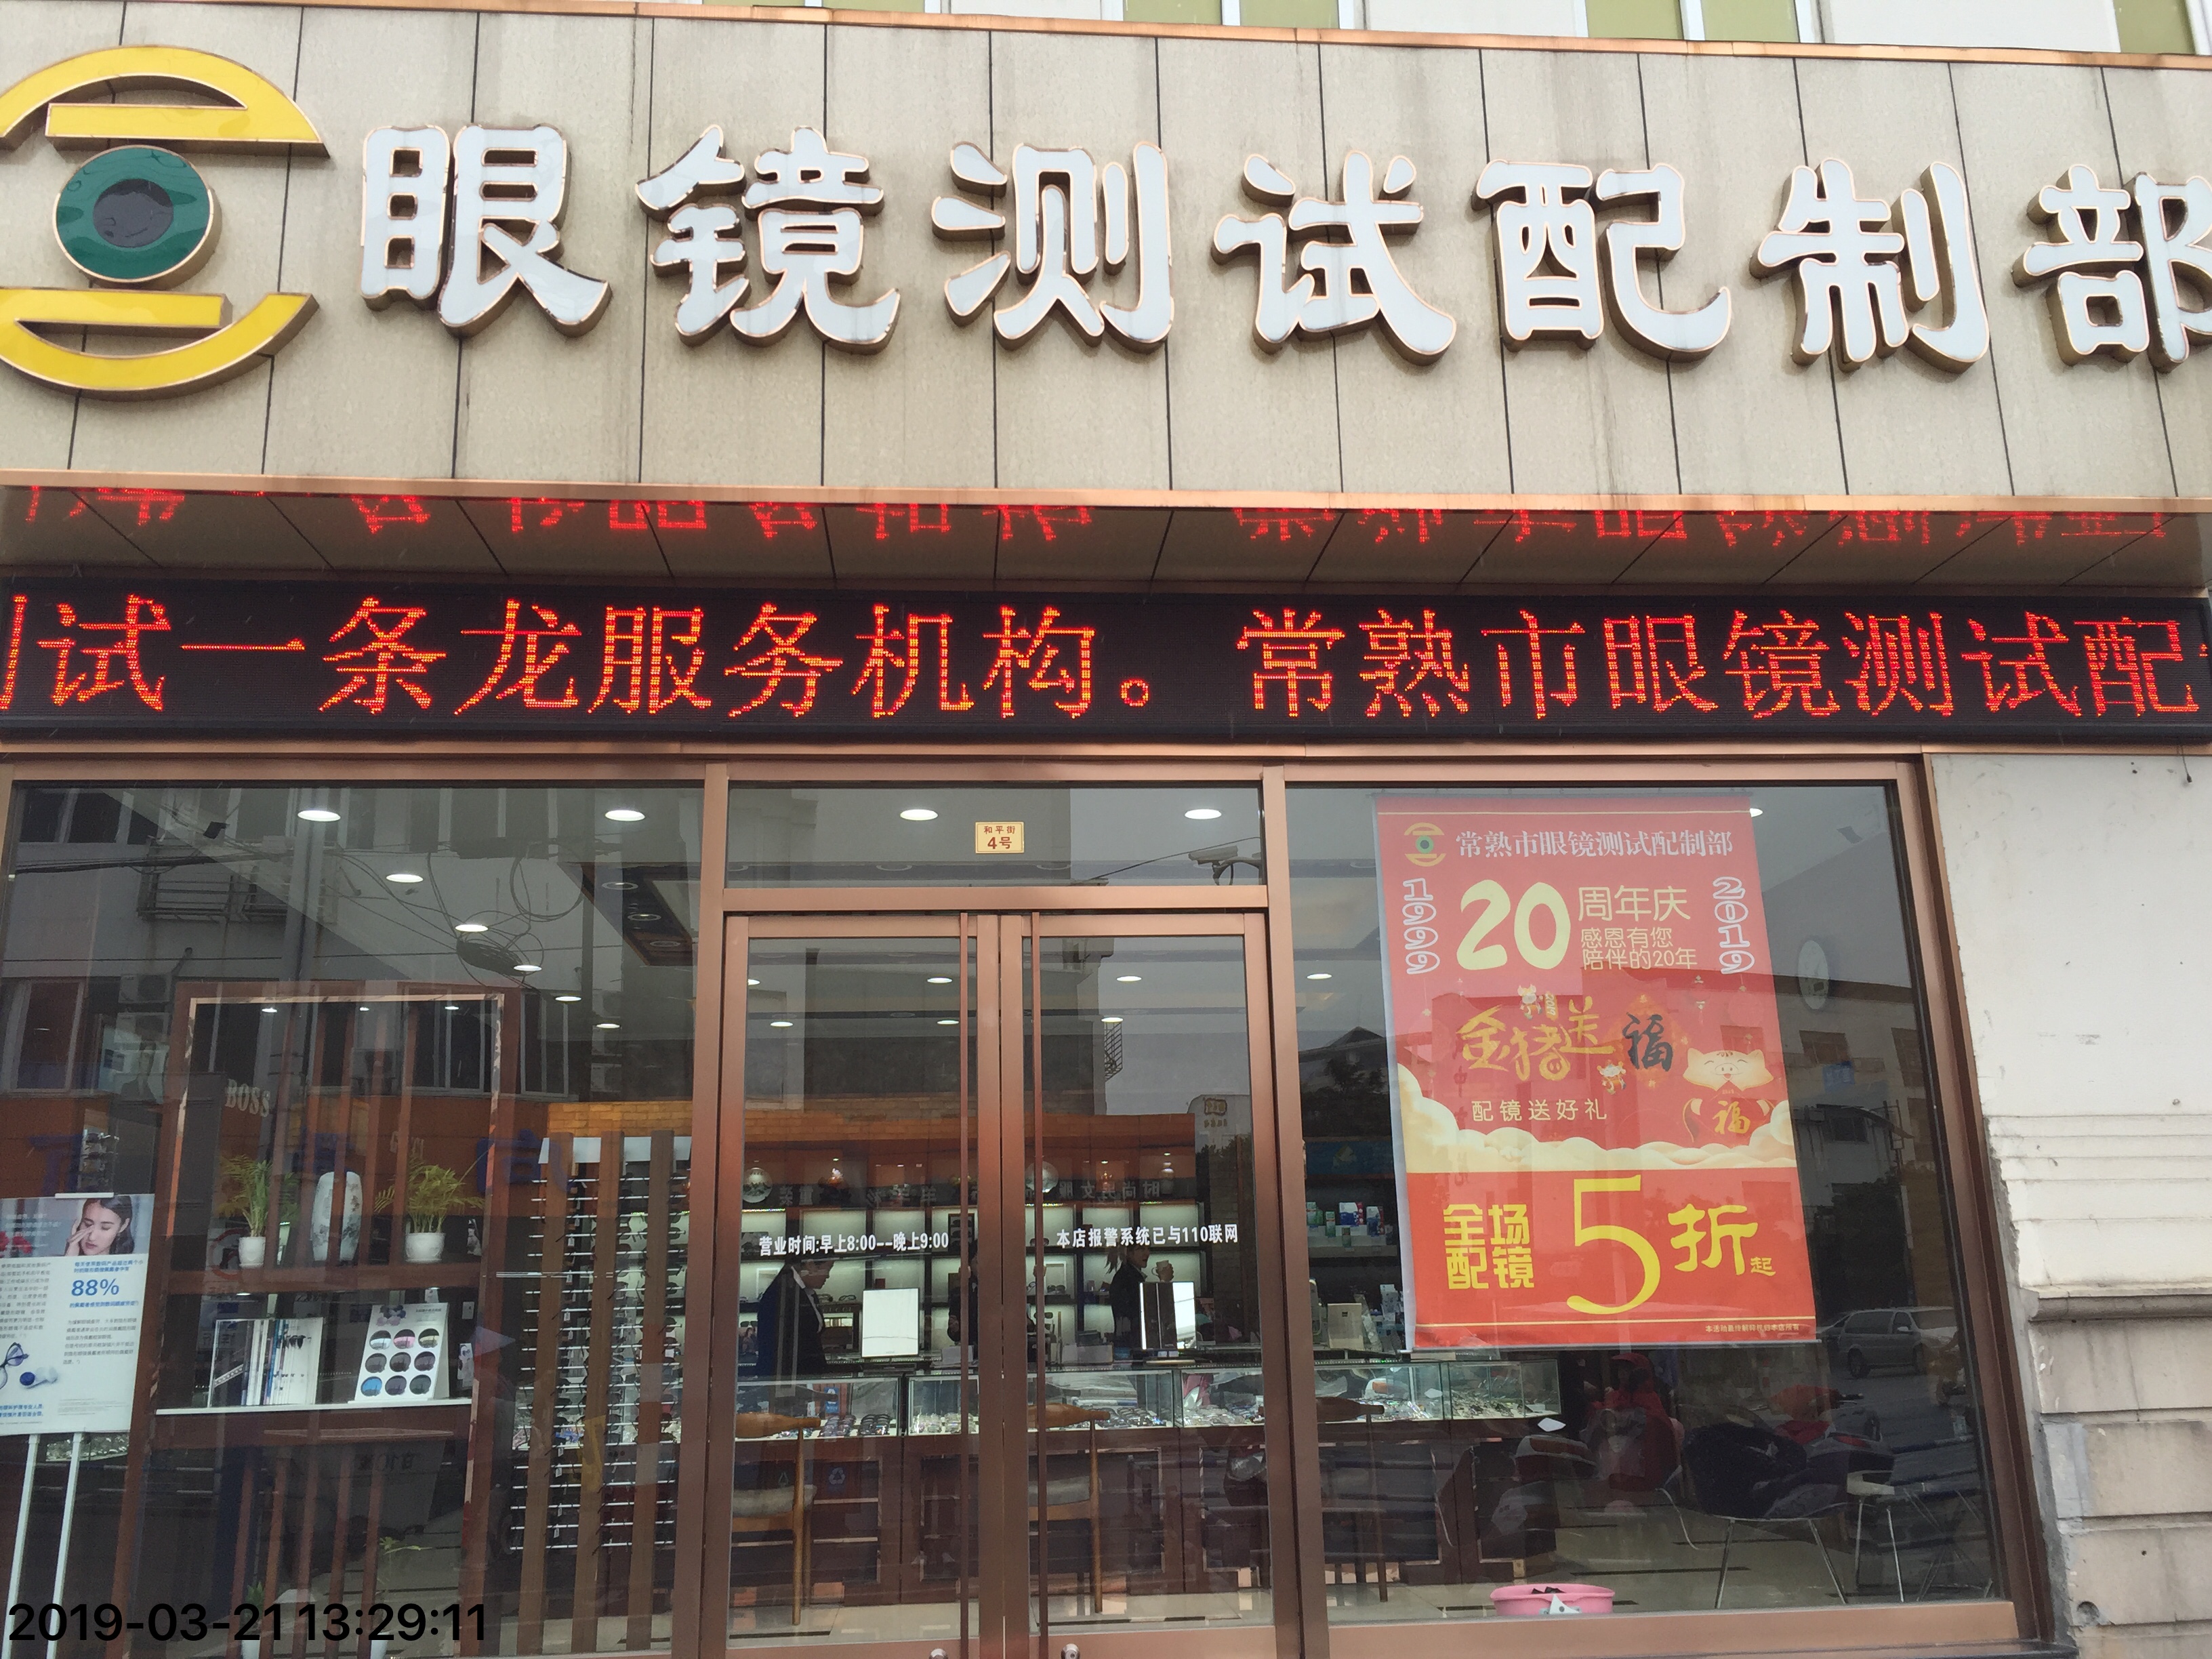 眼镜测试配制部
试一条龙服务机构。常熟市眼镜测试配
和平街
4号
常熟市眼镜测试配制部
1999
20
周年庆
感恩有您
陪伴的20年
2019
金猪送福
配镜送好礼
福
全场
配镜
5折起
BOSS
营业时间:早上8:00--晚上9:00
本店报警系统已与110联网
88%
2019-03-21 13:29:11